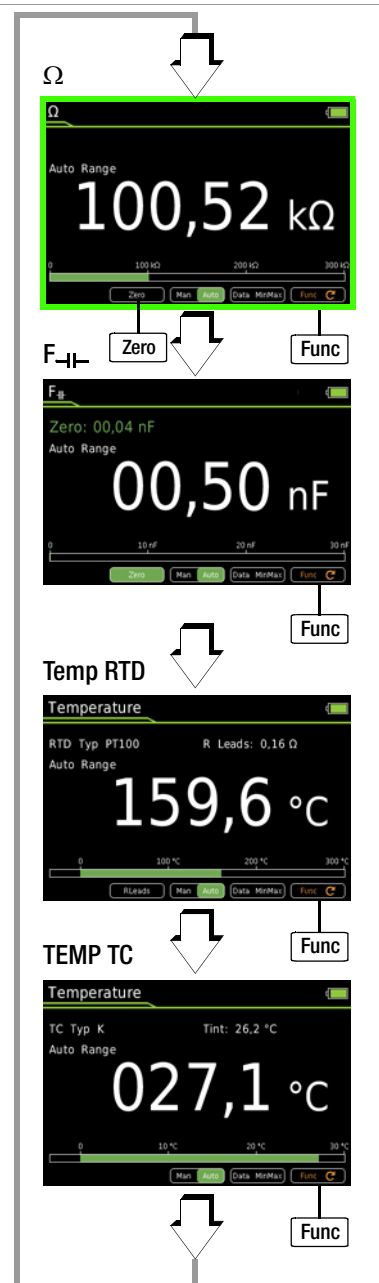 Ω
Ω
Auto Range
100,52 kΩ
0 100 kΩ 200 kΩ 300 kΩ
Zero Man Auto Data MinMax Func
Zero Func
F
F
Zero: 00,04 nF
Auto Range
00,50 nF
0 10 nF 20 nF 30 nF
Zero Man Auto Data MinMax Func
Func
Temp RTD
Temperature
RTD Typ PT100 R Leads: 0,16 Ω
Auto Range
159,6 °C
0 100 °C 200 °C 300 °C
RLeads Man Auto Data MinMax Func
Func
TEMP TC
Temperature
TC Typ K Tint: 26,2 °C
Auto Range
027,1 °C
0 10 °C 20 °C 30 °C
Man Auto Data MinMax Func
Func